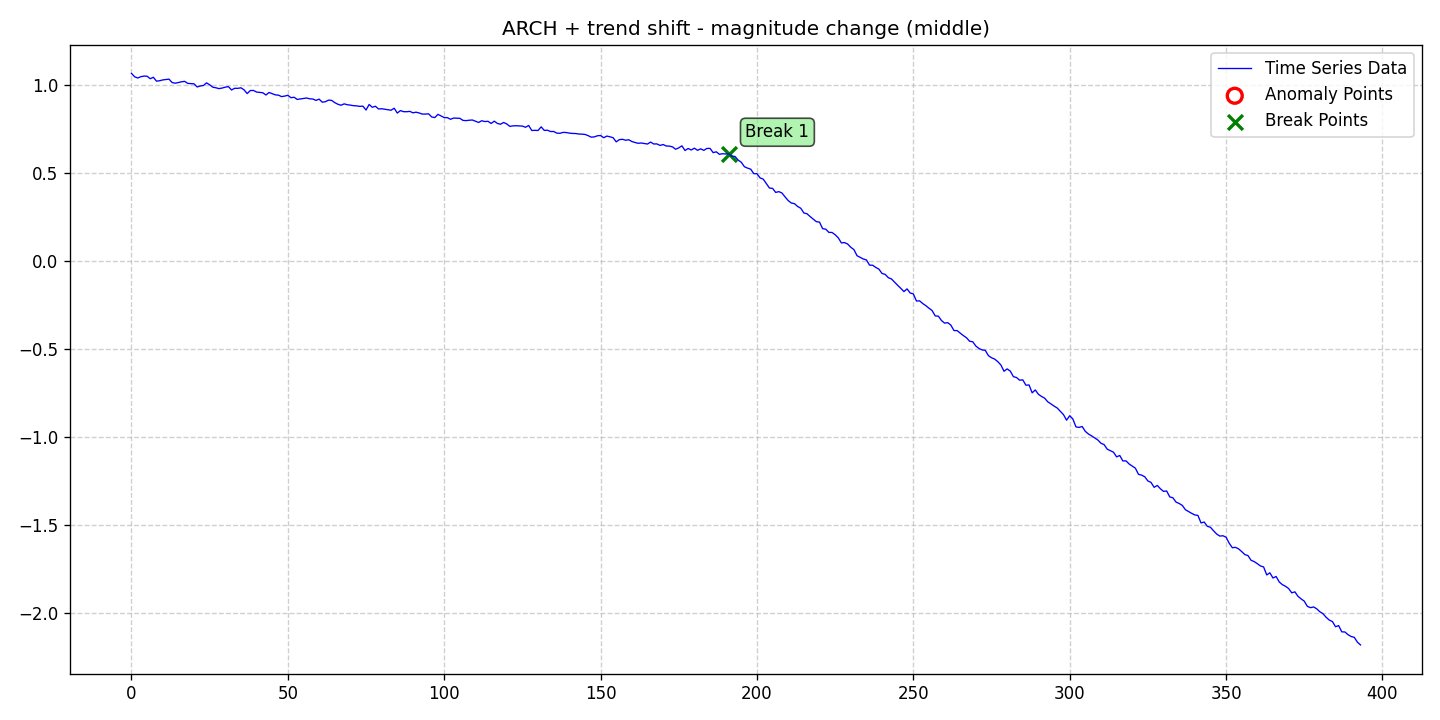 ARCH + trend shift - magnitude change (middle)
Time Series Data
Anomaly Points
Break Points
Break 1
1.0
0.5
0.0
−0.5
−1.0
−1.5
−2.0
0 50 100 150 200 250 300 350 400